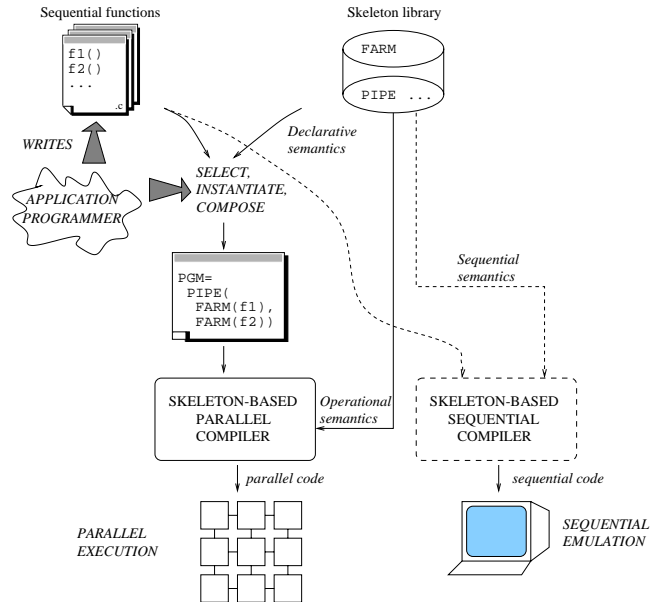 Sequential functions
Skeleton library
f1()
f2()
...
.c
FARM
PIPE ...
WRITES
Declarative
semantics
APPLICATION
PROGRAMMER
SELECT,
INSTANTIATE,
COMPOSE
PGM=
PIPE(
FARM(f1),
FARM(f2))
Sequential
semantics
SKELETON-BASED
PARALLEL
COMPILER
Operational
semantics
SKELETON-BASED
SEQUENTIAL
COMPILER
parallel code
sequential code
PARALLEL
EXECUTION
SEQUENTIAL
EMULATION